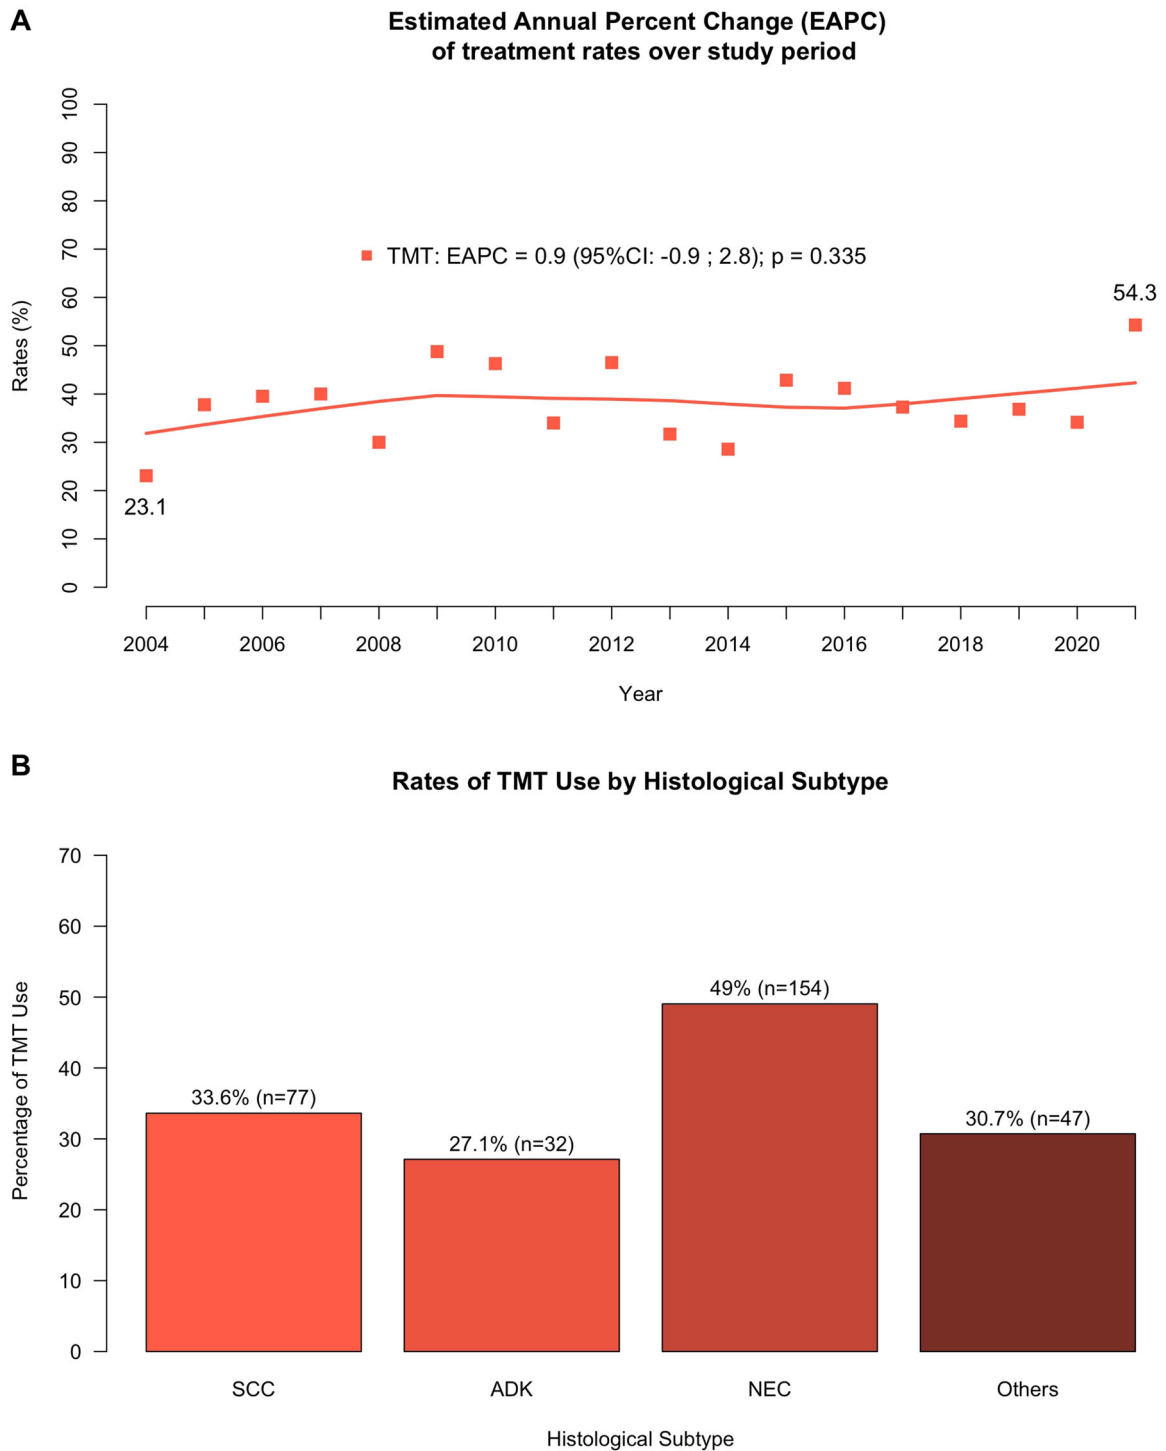 A
Estimated Annual Percent Change (EAPC)
of treatment rates over study period
100
90
80
70
60
50
40
30
20
10
0
Rates (%)
TMT: EAPC = 0.9 (95%CI: -0.9 ; 2.8); p = 0.335
54.3
23.1
2004 2006 2008 2010 2012 2014 2016 2018 2020
Year
B
Rates of TMT Use by Histological Subtype
70
60
50
40
30
20
10
0
Percentage of TMT Use
33.6% (n=77)
27.1% (n=32)
49% (n=154)
30.7% (n=47)
SCC ADK NEC Others
Histological Subtype